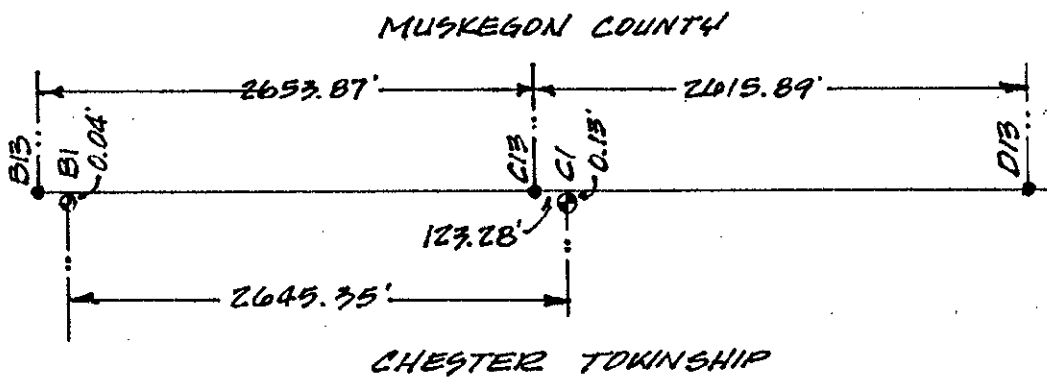 MUSKEGON COUNTY
2653.87' 2615.89'
B13 B1 0.04' C13 C1 0.13' D13
123.28'
2645.35'
CHESTER TOWNSHIP